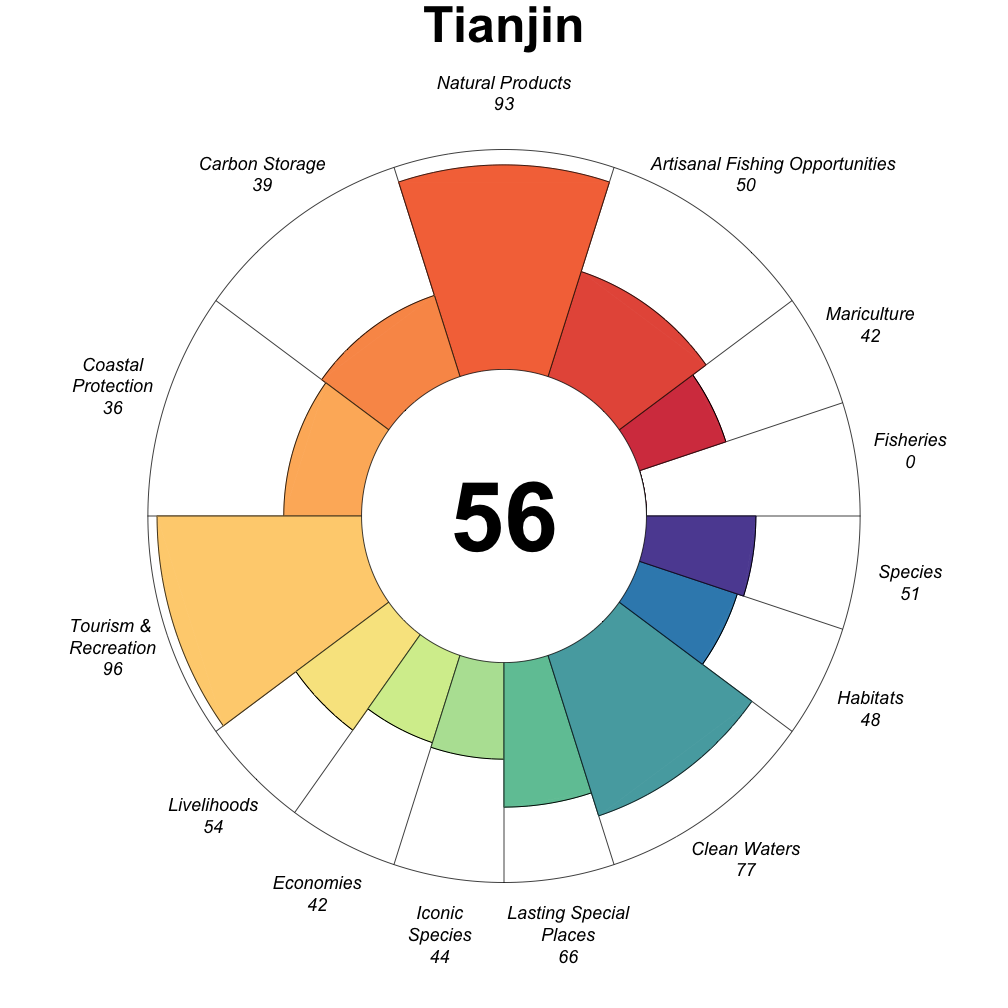 Tianjin
Natural Products
93
Carbon Storage
39
Artisanal Fishing Opportunities
50
Mariculture
42
Coastal
Protection
36
Fisheries
0
56
Species
51
Tourism &
Recreation
96
Habitats
48
Livelihoods
54
Clean Waters
77
Economies
42
Iconic
Species
44
Lasting Special
Places
66